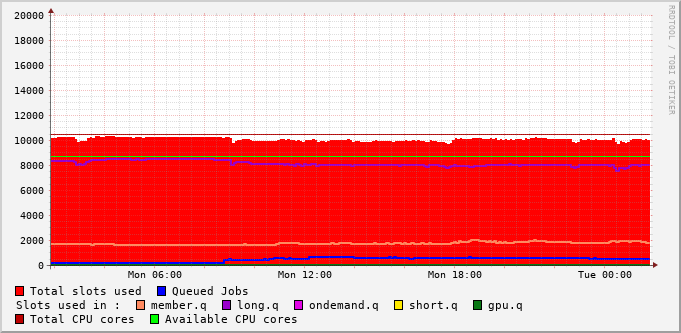 20000
18000
16000
14000
12000
10000
8000
6000
4000
2000
0
Mon 06:00 Mon 12:00 Mon 18:00 Tue 00:00
RRDTOOL / TOBI OETIKER
Total slots used Queued Jobs
Slots used in : member.q long.q ondemand.q short.q gpu.q
Total CPU cores Available CPU cores